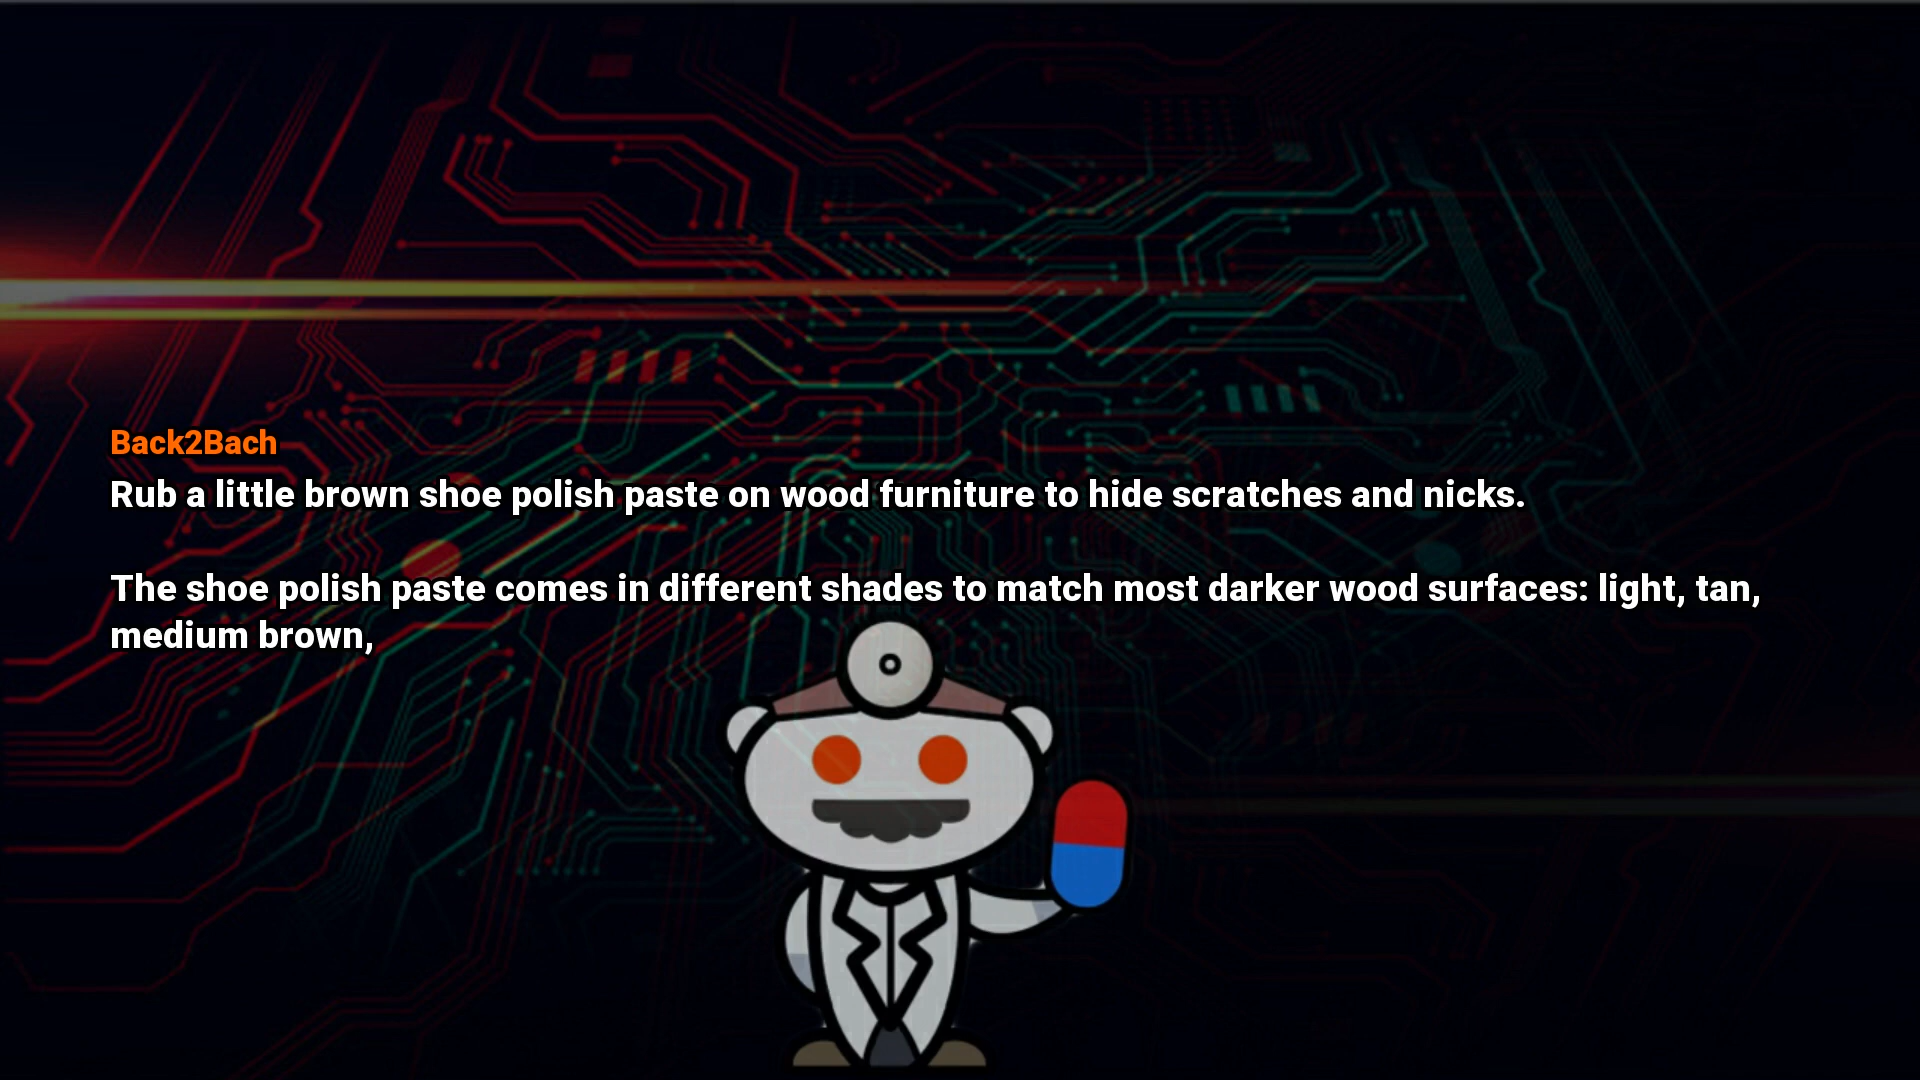 Back2Bach
Rub a little brown shoe polish paste on wood furniture to hide scratches and nicks.
The shoe polish paste comes in different shades to match most darker wood surfaces: light, tan,
medium brown,